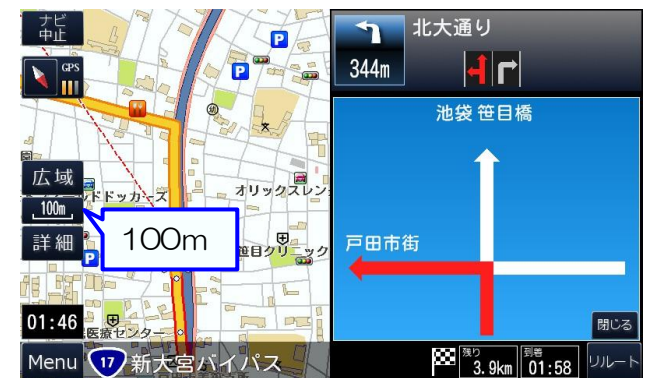 ナビ
中止
GPS
広域
100m
詳細
100m
ドドッカーズ
オリックスレン
笹目クリニック
医療センター
01:46
Menu
17 新大宮バイパス
北大通り
344m
池袋 笹目橋
戸田市街
閉じる
残り
3.9km
到着
01:58
リルート